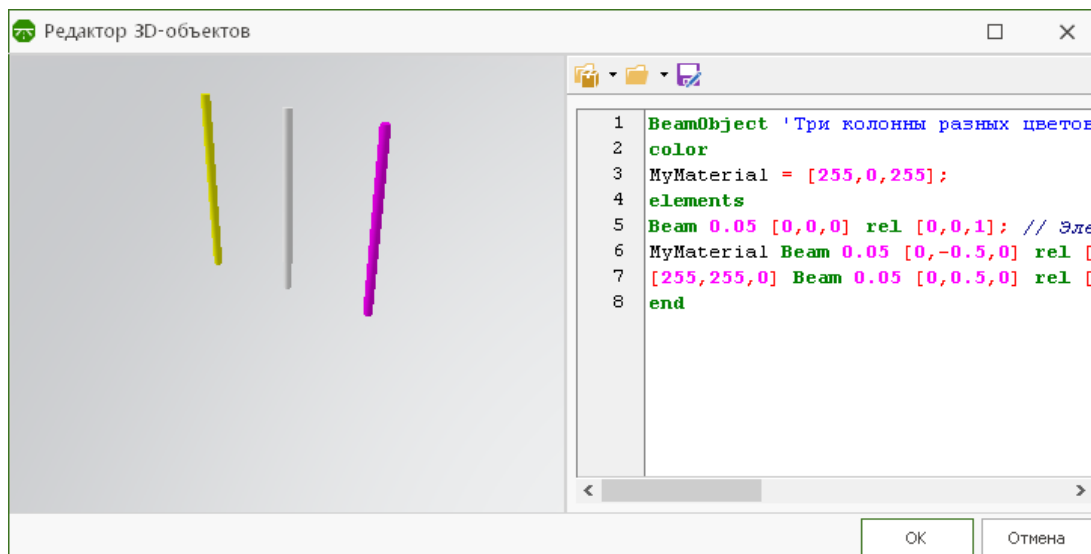 Редактор 3D-объектов
1 BeamObject 'Три колонны разных цветов
2 color
3 MyMaterial = [255,0,255];
4 elements
5 Beam 0.05 [0,0,0] rel [0,0,1]; // Эле
6 MyMaterial Beam 0.05 [0,-0.5,0] rel [
7 [255,255,0] Beam 0.05 [0,0.5,0] rel [
8 end
OK Отмена